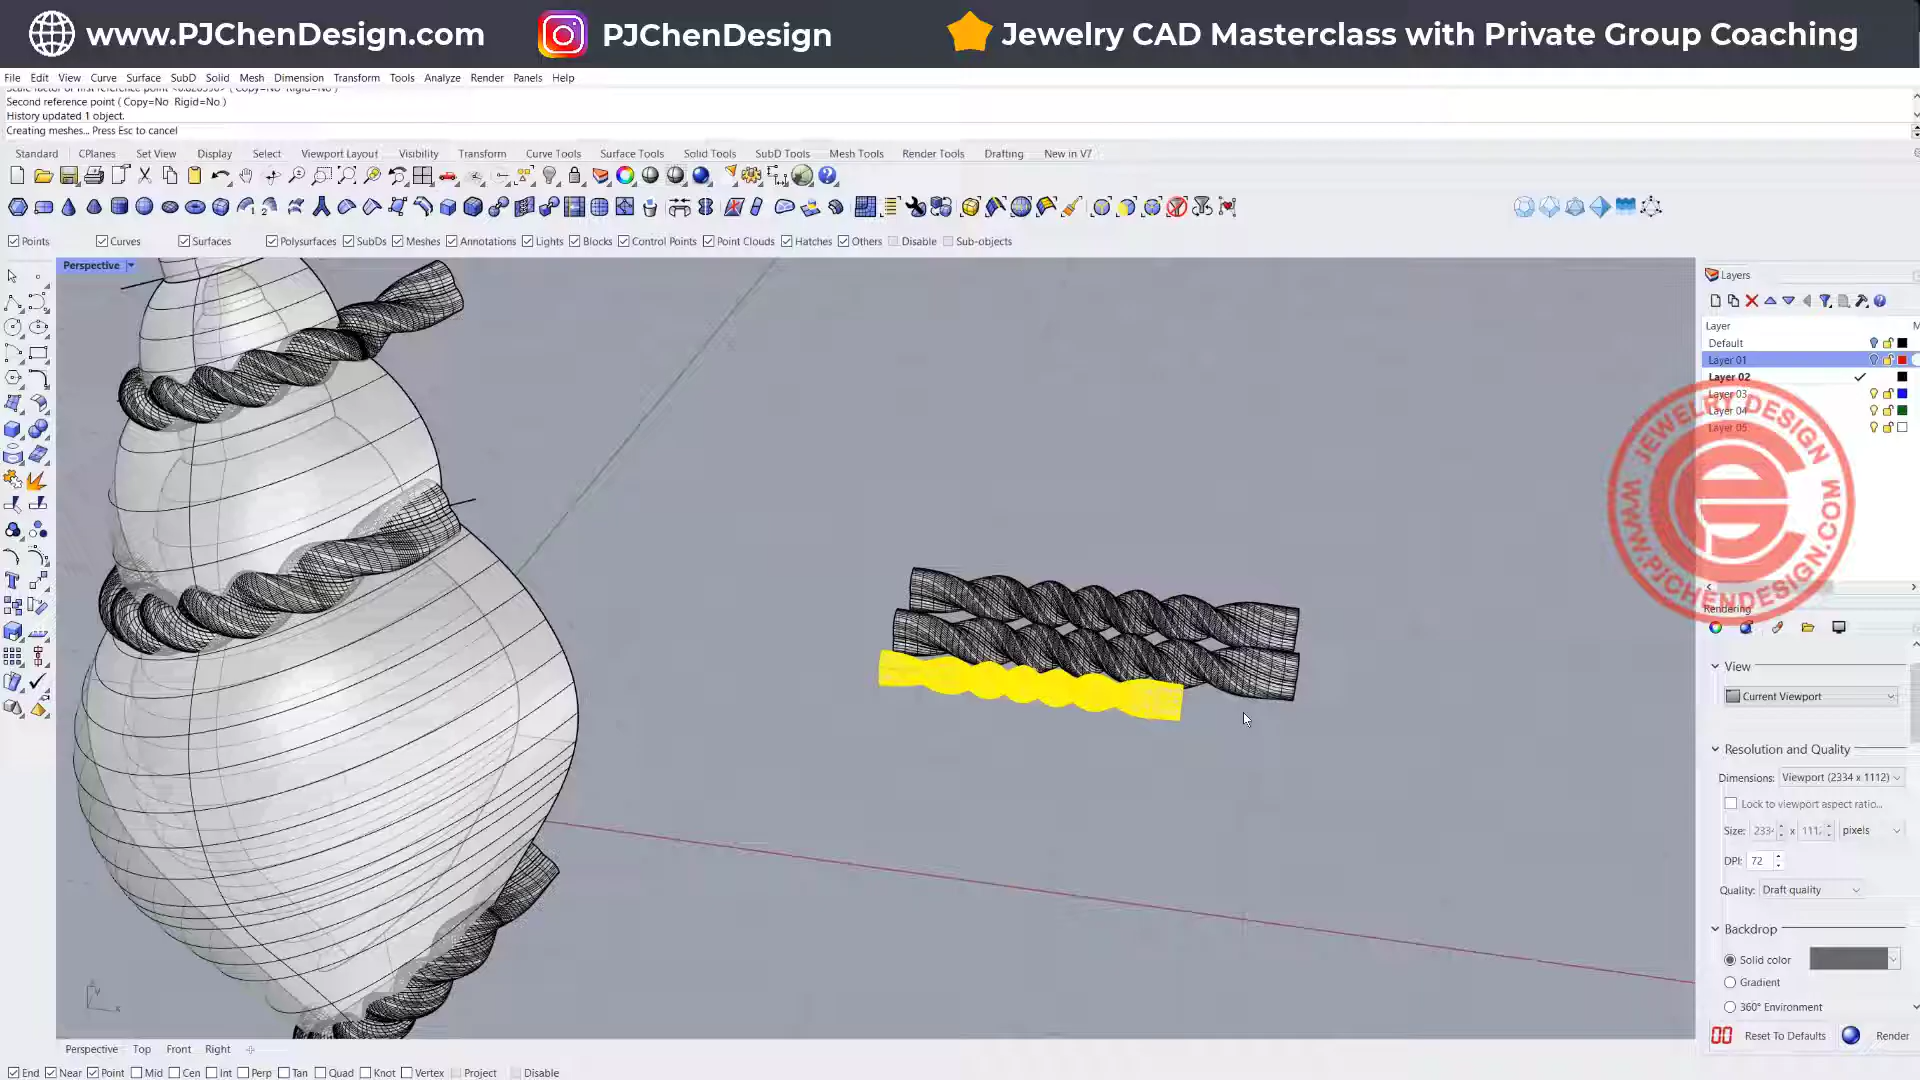 www.PJChenDesign.com PJChenDesign Jewelry CAD Masterclass with Private Group Coaching
File Edit View Curve Surface SubD Solid Mesh Dimension Transform Tools Analyze Render Panels Help
Second reference point ( Copy=No Rigid=No )
History updated 1 object.
Creating meshes... Press Esc to cancel
Standard CPlanes Set View Display Select Viewport Layout Visibility Transform Curve Tools Surface Tools Solid Tools SubD Tools Mesh Tools Render Tools Drafting New in V7
Points Curves Surfaces Polysurfaces SubDs Meshes Annotations Lights Blocks Control Points Point Clouds Hatches Others Disable Sub-objects
Perspective
Layers
Layer M
Default
Layer 01
Layer 02
Layer 03
Layer 04
Layer 05
JEWELRY DESIGN
WWW.PJCHENDESIGN.COM
Rendering
View
Current Viewport
Resolution and Quality
Dimensions: Viewport (2334 x 1112)
Lock to viewport aspect ratio...
Size: 233 x 111 pixels
DPI: 72
Quality: Draft quality
Backdrop
Solid color
Gradient
360° Environment
Reset To Defaults Render
y
x
Perspective Top Front Right
End Near Point Mid Cen Int Perp Tan Quad Knot Vertex Project Disable